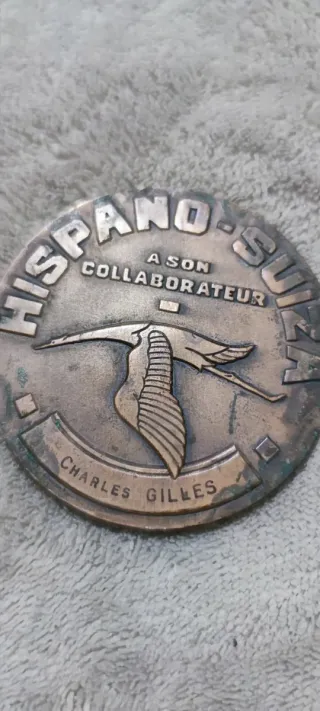 HISPANO-SUIZA
A SON
COLLABORATEUR
CHARLES GILLES